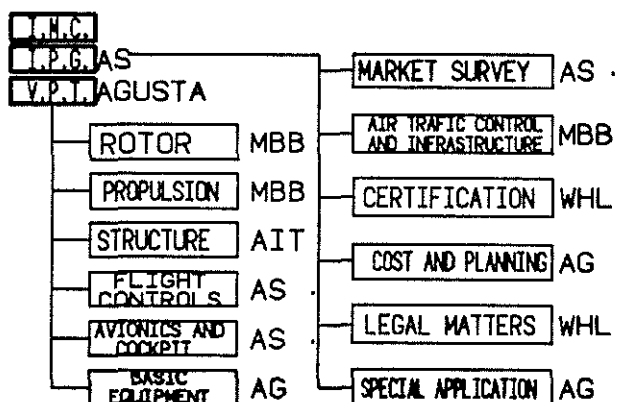 I.M.C.
I.P.G. AS
V.P.T. AGUSTA
ROTOR MBB
PROPULSION MBB
STRUCTURE AIT
FLIGHT
CONTROLS AS
AVIONICS AND
COCKPIT AS
BASIC
EQUIPMENT AG
MARKET SURVEY AS
AIR TRAFIC CONTROL
AND INFRASTRUCTURE MBB
CERTIFICATION WHL
COST AND PLANNING AG
LEGAL MATTERS WHL
SPECIAL APPLICATION AG